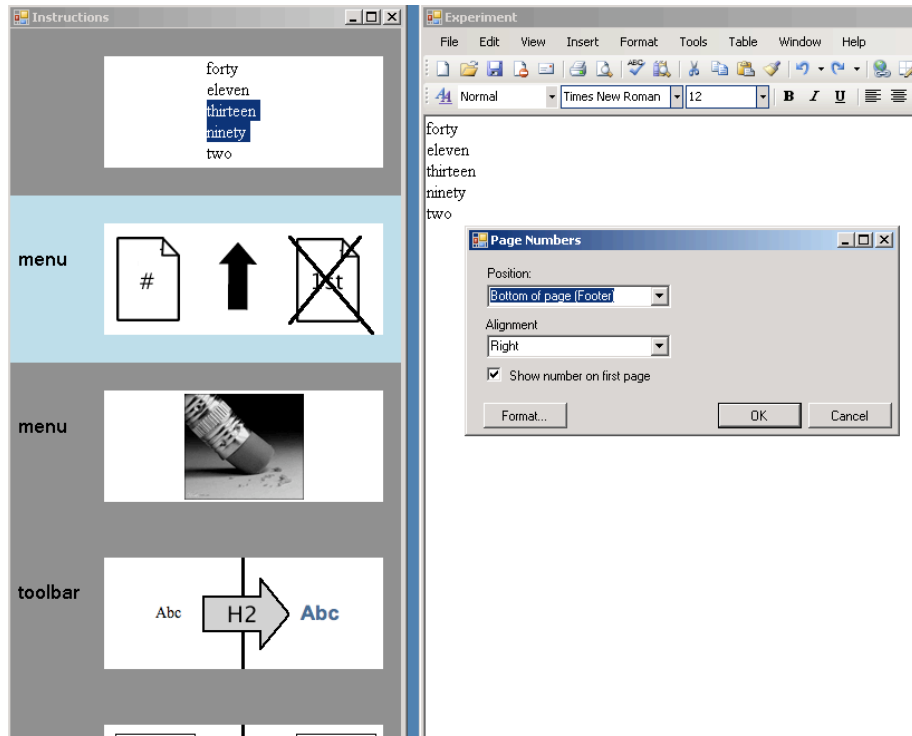 Instructions
forty
eleven
thirteen
ninety
two
menu
#
1st
menu
toolbar
Abc
H2
Abc
Experiment
File Edit View Insert Format Tools Table Window Help
ABC
Normal Times New Roman 12 B I U
forty
eleven
thirteen
ninety
two
Page Numbers
Position:
Bottom of page (Footer)
Alignment
Right
Show number on first page
Format... OK Cancel